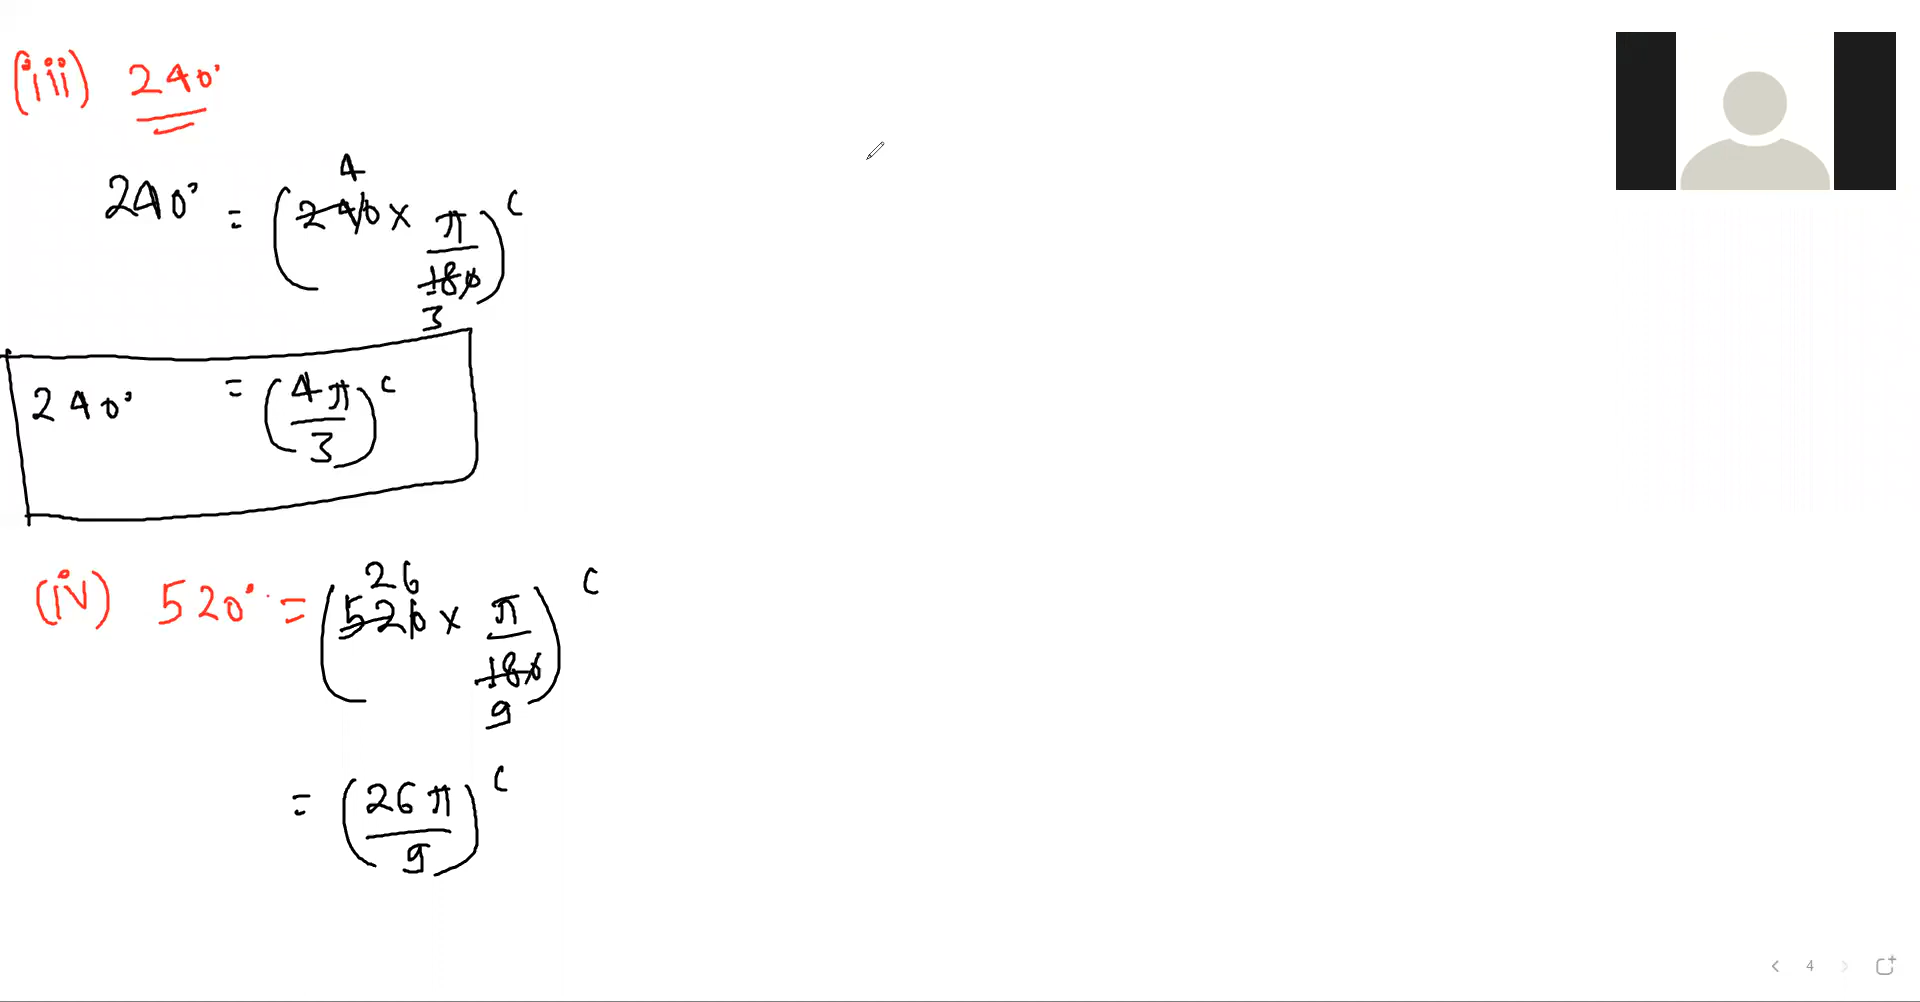 (iii) 240°
4
240° = (240 × π/180)ᶜ
3
240° = (4π/3)ᶜ
26
(iv) 520° = (520 × π/180)ᶜ
9
= (26π/9)ᶜ
4